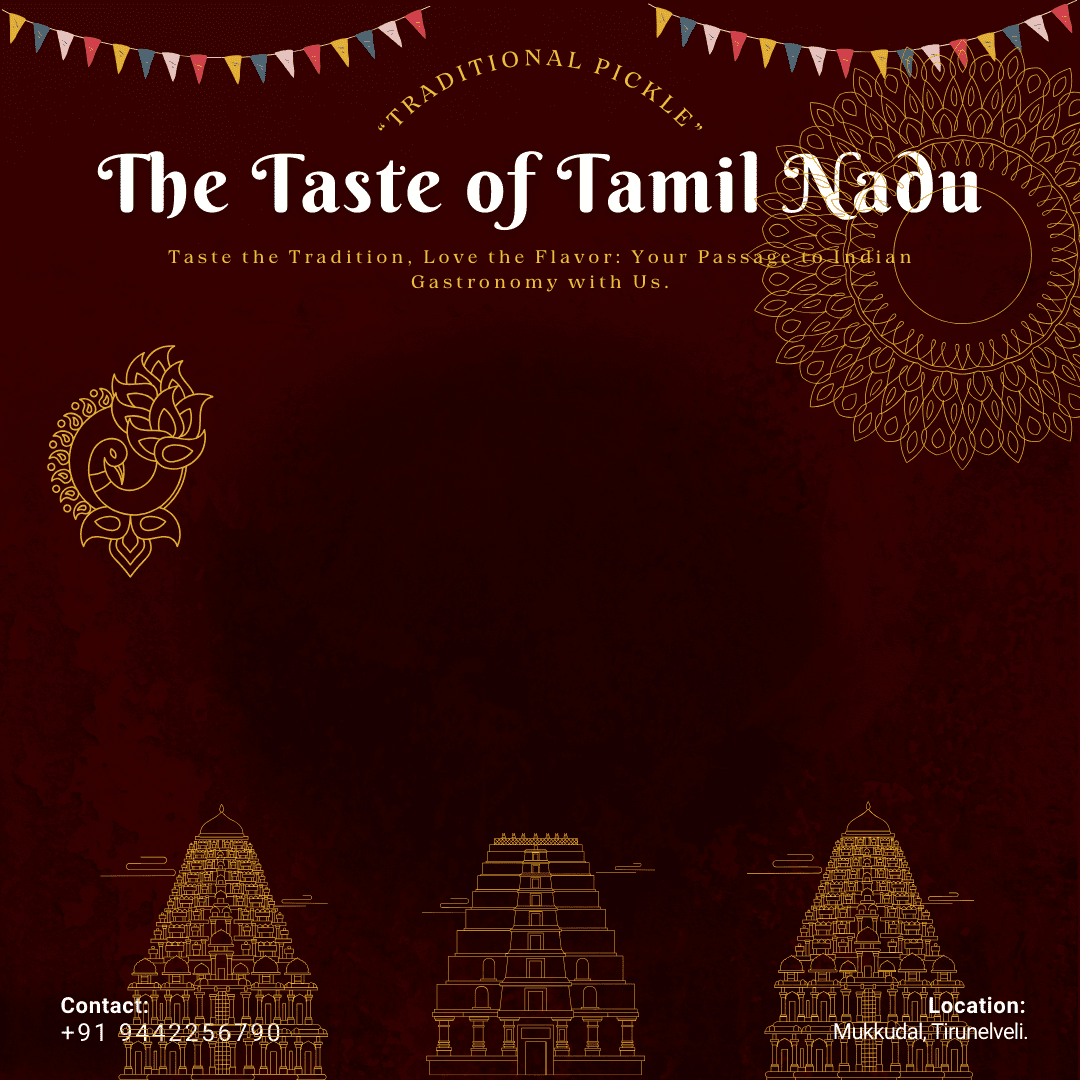 “TRADITIONAL PICKLE”
The Taste of Tamil Nadu
Taste the Tradition, Love the Flavor: Your Passage to Indian
Gastronomy with Us.
Contact:
+91 9442256790
Location:
Mukkudal, Tirunelveli.